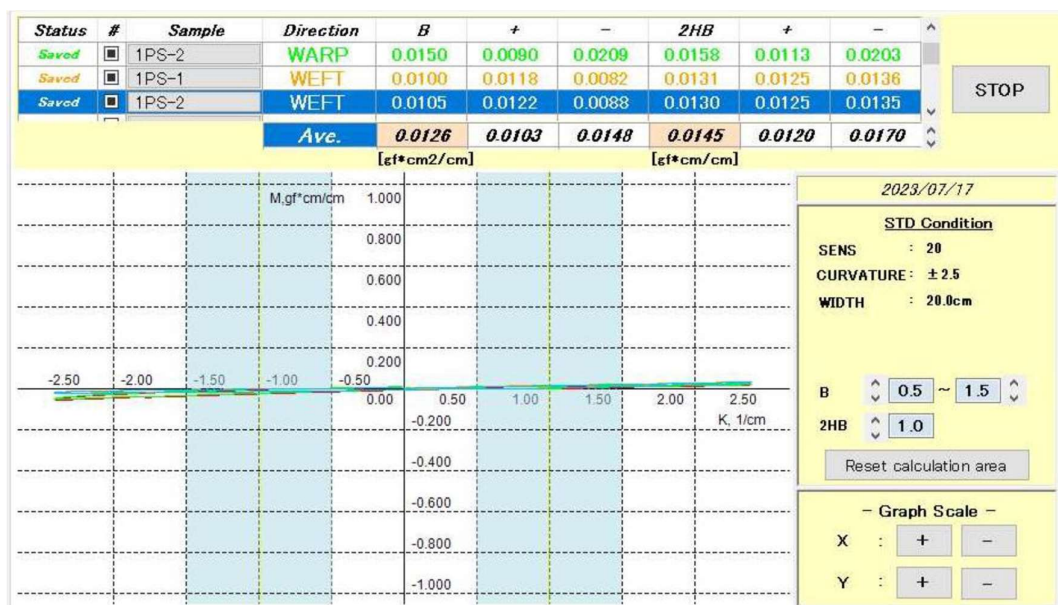 Status # Sample Direction B + - 2HB + -
Saved 1PS-2 WARP 0.0150 0.0090 0.0209 0.0158 0.0113 0.0203
Saved 1PS-1 WEFT 0.0100 0.0118 0.0082 0.0131 0.0125 0.0136
Saved 1PS-2 WEFT 0.0105 0.0122 0.0088 0.0130 0.0125 0.0135
STOP
Ave. 0.0126 0.0103 0.0148 0.0145 0.0120 0.0170
[gf*cm2/cm] [gf*cm/cm]
M,gf*cm/cm 1.000
0.800
0.600
0.400
0.200
-2.50 -2.00 -1.50 -1.00 -0.50
0.00 0.50 1.00 1.50 2.00 2.50
-0.200 K, 1/cm
-0.400
-0.600
-0.800
-1.000
2023/07/17
STD Condition
SENS : 20
CURVATURE : ±2.5
WIDTH : 20.0cm
B 0.5 ~ 1.5
2HB 1.0
Reset calculation area
- Graph Scale -
X : + -
Y : + -